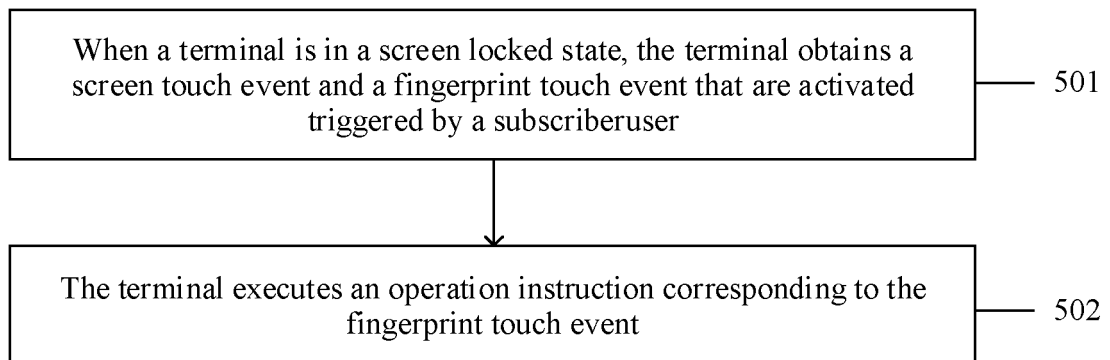 When a terminal is in a screen locked state, the terminal obtains a
screen touch event and a fingerprint touch event that are activated
triggered by a subscriberuser
501
The terminal executes an operation instruction corresponding to the
fingerprint touch event
502